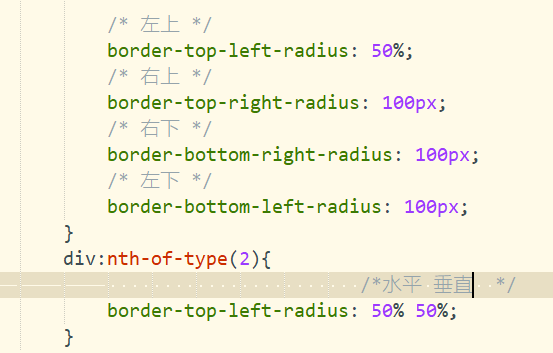 /* 左上 */
border-top-left-radius: 50%;
/* 右上 */
border-top-right-radius: 100px;
/* 右下 */
border-bottom-right-radius: 100px;
/* 左下 */
border-bottom-left-radius: 100px;
}
div:nth-of-type(2){
/*水平 垂直 */
border-top-left-radius: 50% 50%;
}